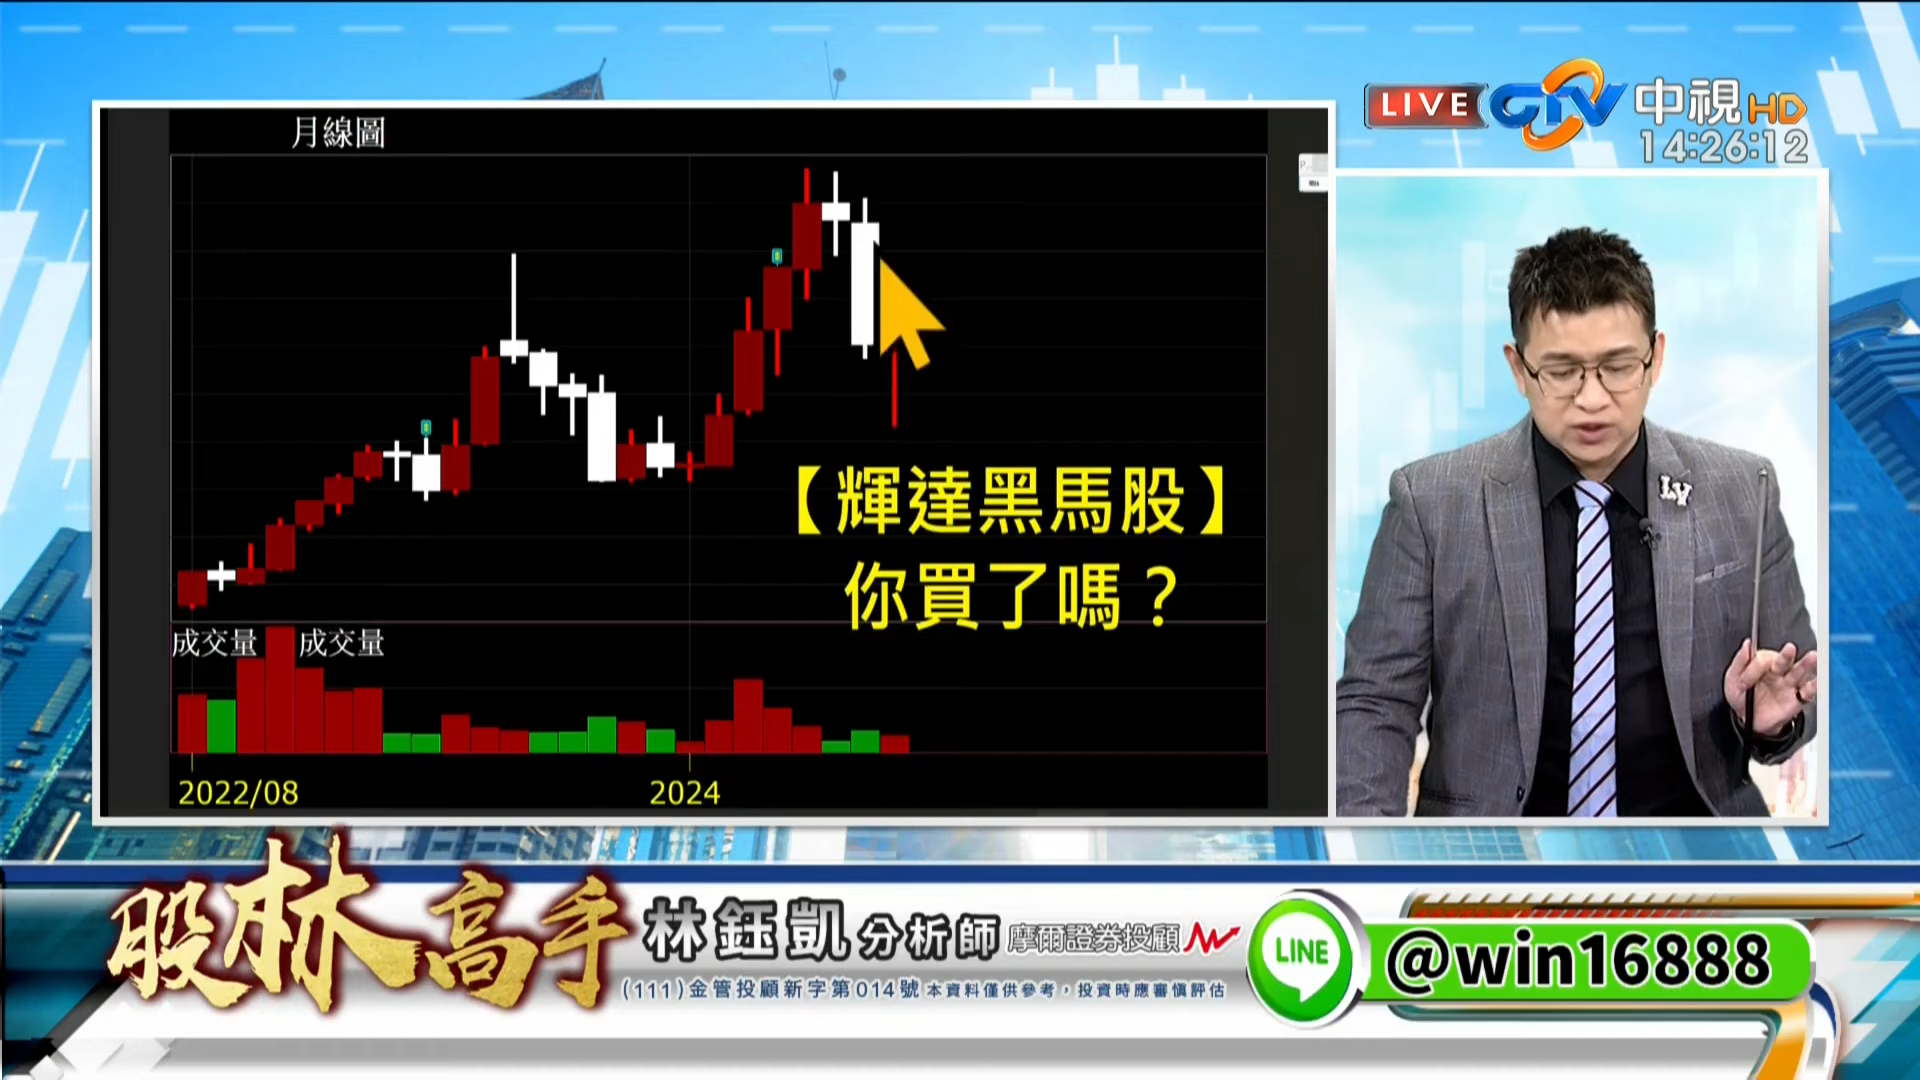 月線圖
LIVE CTV 中視HD
14:26:12
【輝達黑馬股】
你買了嗎？
成交量 成交量
2022/08 2024
股林高手 林鈺凱 分析師 摩爾證券投顧
(111)金管投顧新字第014號 本資料僅供參考，投資時應審慎評估
LINE @win16888
LV